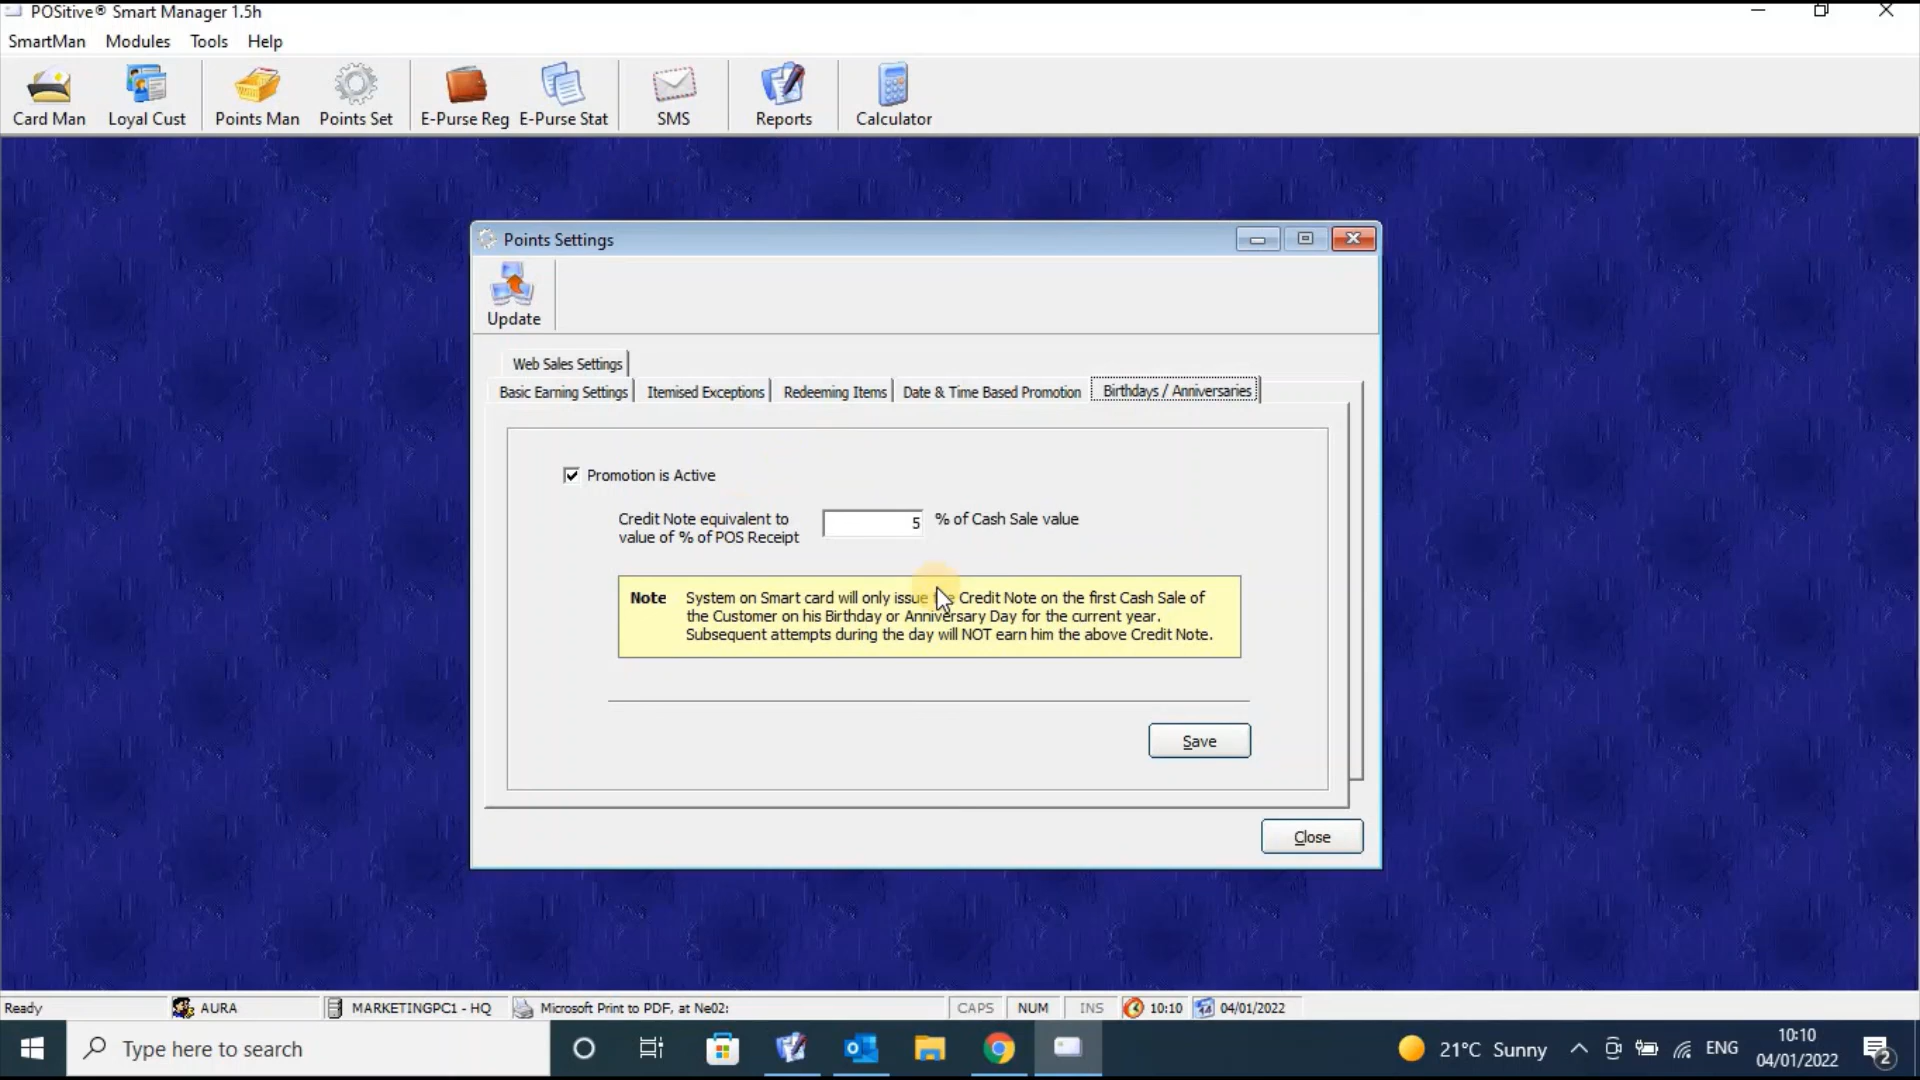 POSitive® Smart Manager 1.5h
SmartMan Modules Tools Help
Card Man Loyal Cust Points Man Points Set E-Purse Reg E-Purse Stat SMS Reports Calculator
Points Settings
Update
Web Sales Settings
Basic Earning Settings Itemised Exceptions Redeeming Items Date & Time Based Promotion Birthdays / Anniversaries
Promotion is Active
Credit Note equivalent to
value of % of POS Receipt
5 % of Cash Sale value
Note System on Smart card will only issue the Credit Note on the first Cash Sale of
the Customer on his Birthday or Anniversary Day for the current year.
Subsequent attempts during the day will NOT earn him the above Credit Note.
Save
Close
Ready AURA MARKETINGPC1 - HQ Microsoft Print to PDF, at Ne02: CAPS NUM INS 10:10 04/01/2022
Type here to search 21°C Sunny ENG 10:10
04/01/2022
2